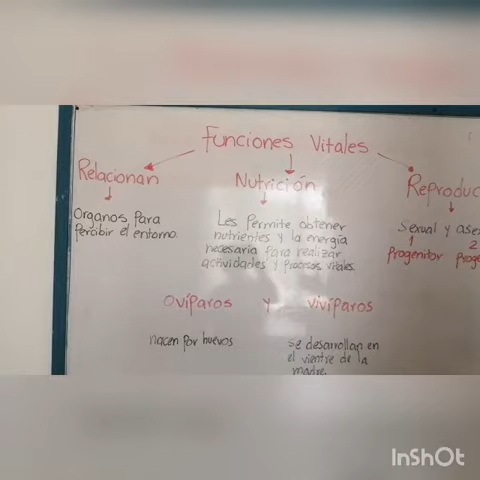 Funciones Vitales
Relacionan
Organos Para
Percibir el entorno.
Nutrición
Les Permite obtener
nutrientes y la energía
necesaria para realizar
actividades y Procesos vitales.
Reproduc
Sexual y ase
1 2
Progenitor Proge
Ovíparos y vivíparos
nacen por huevos
se desarrollan en
el vientre de la
madre.
InShOt